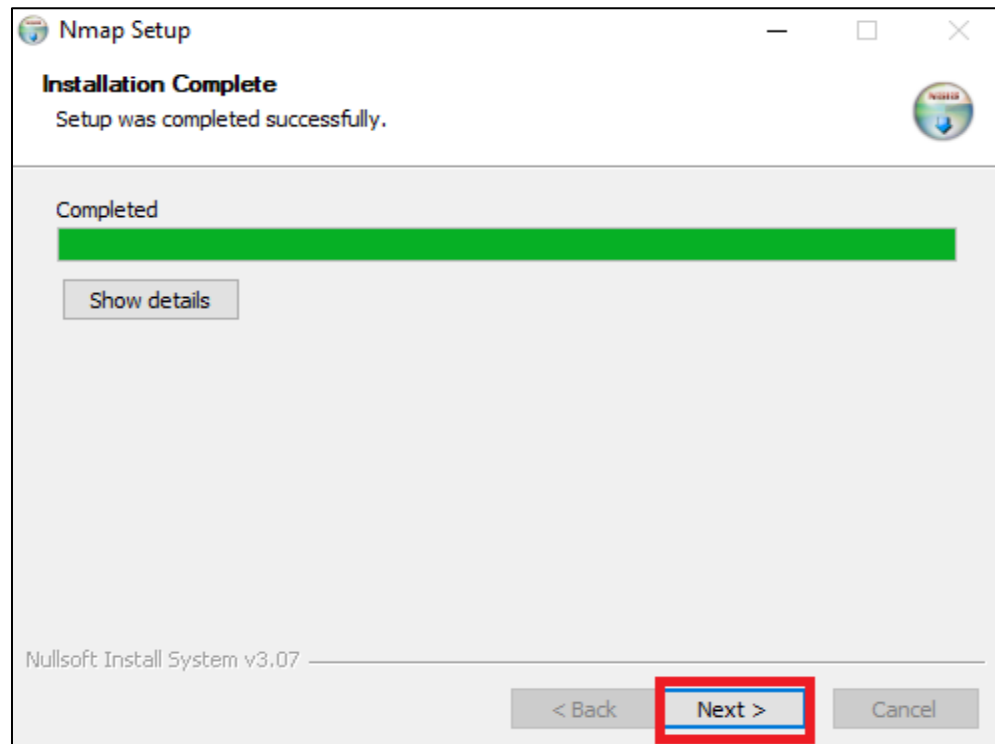 Nmap Setup
Installation Complete
Setup was completed successfully.
Completed
Show details
Nullsoft Install System v3.07
< Back
Next >
Cancel